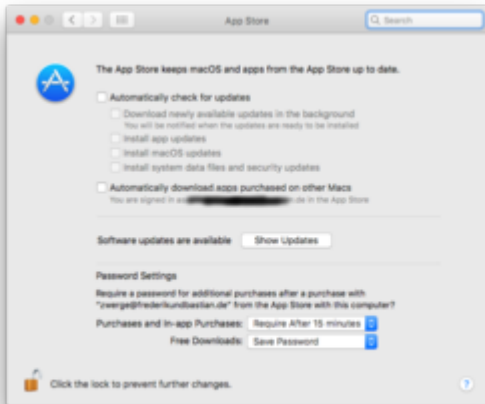 App Store
Search
The App Store keeps macOS and apps from the App Store up to date.
Automatically check for updates
Download newly available updates in the background
You will be notified when the updates are ready to be installed
Install app updates
Install macOS updates
Install system data files and security updates
Automatically download apps purchased on other Macs
You are signed in as .de in the App Store
Software updates are available Show Updates
Password Settings
Require a password for additional purchases after a purchase with
"zwerge@frederikundbastian.de" from the App Store with this computer?
Purchases and In-app Purchases: Require After 15 minutes
Free Downloads: Save Password
Click the lock to prevent further changes.
?